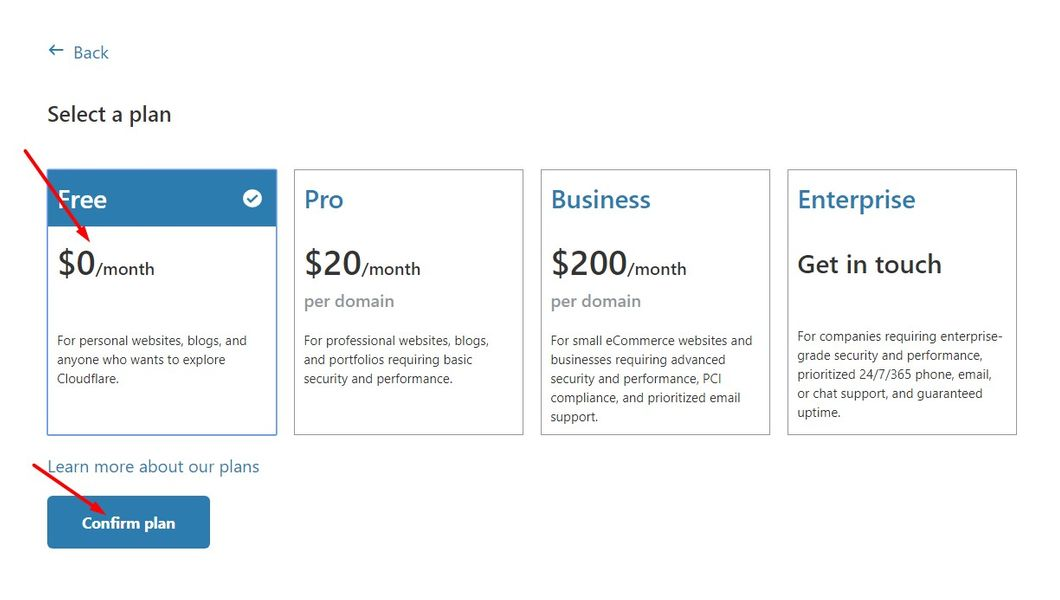 Back
Select a plan
Free
$0/month
For personal websites, blogs, and
anyone who wants to explore
Cloudflare.
Pro
$20/month
per domain
For professional websites, blogs,
and portfolios requiring basic
security and performance.
Business
$200/month
per domain
For small eCommerce websites and
businesses requiring advanced
security and performance, PCI
compliance, and prioritized email
support.
Enterprise
Get in touch
For companies requiring enterprise-
grade security and performance,
prioritized 24/7/365 phone, email,
or chat support, and guaranteed
uptime.
Learn more about our plans
Confirm plan